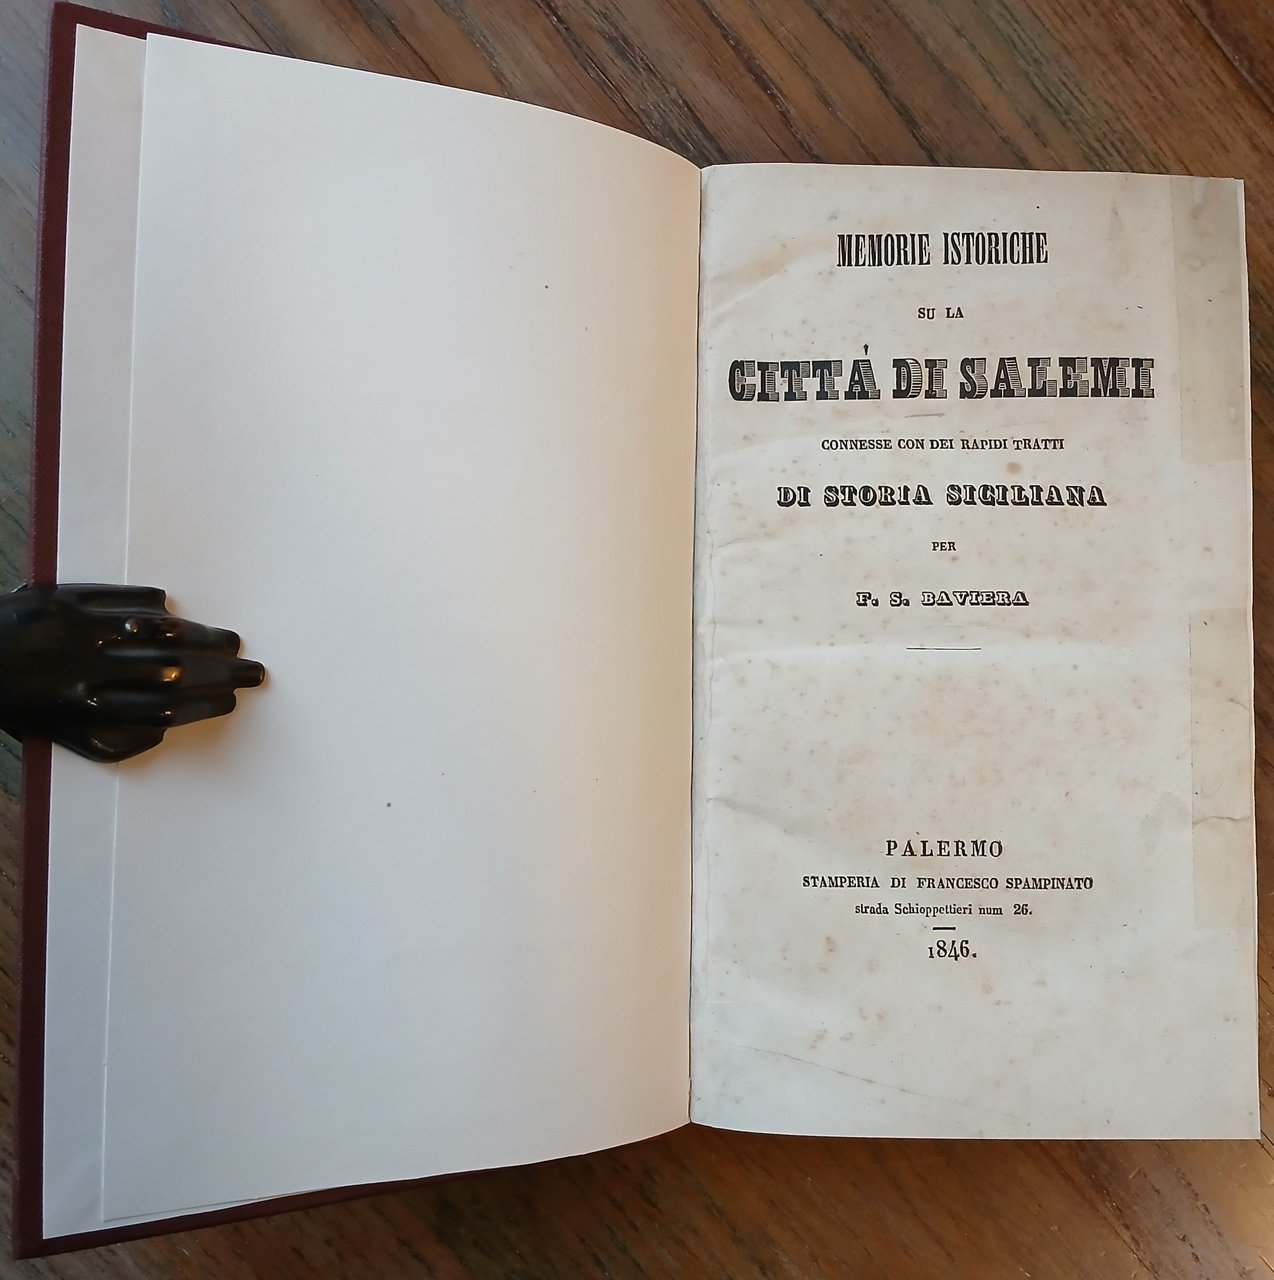 MEMORIE ISTORICHE
SU LA
CITTÀ DI SALEMI
CONNESSE CON DEI RAPIDI TRATTI
DI STORIA SICILIANA
PER
F. S. BAVIERA
PALERMO
STAMPERIA DI FRANCESCO SPAMPINATO
strada Schioppettieri num 26.
1846.